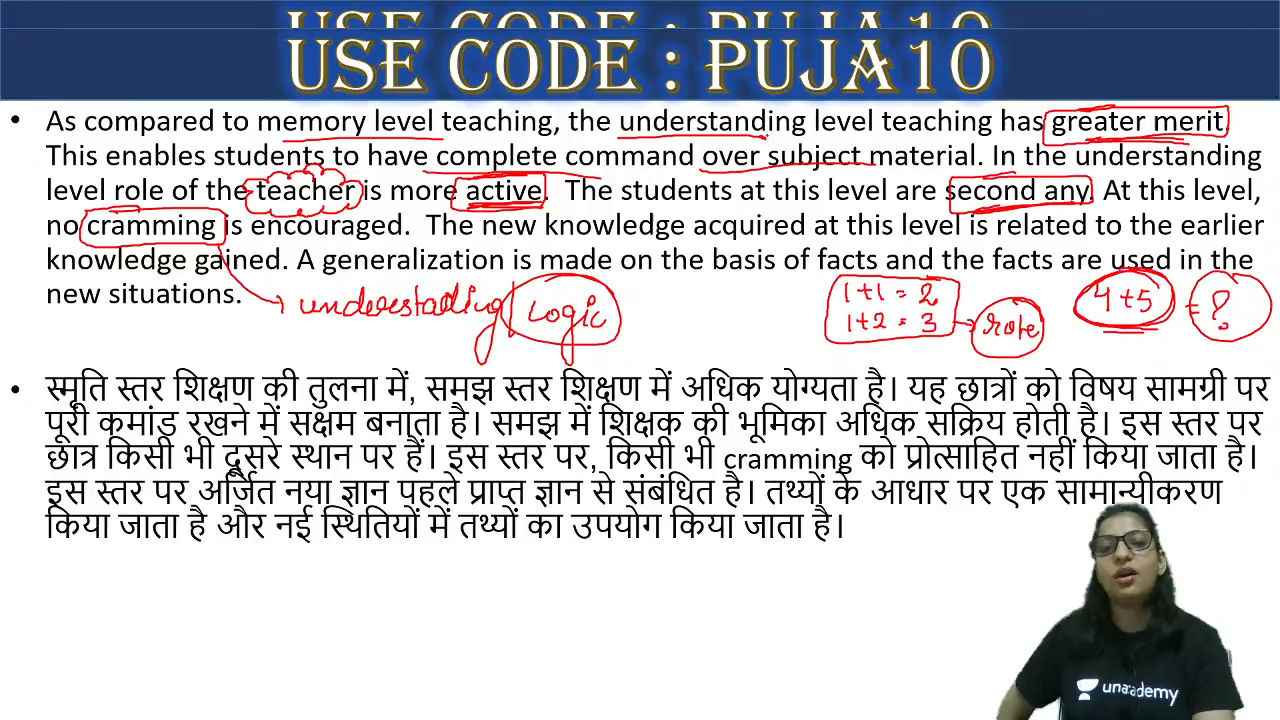 USE CODE : PUJA10
USE CODE : PUJA10
• As compared to memory level teaching, the understanding level teaching has greater merit.
This enables students to have complete command over subject material. In the understanding
level role of the teacher is more active. The students at this level are second any. At this level,
no cramming is encouraged. The new knowledge acquired at this level is related to the earlier
knowledge gained. A generalization is made on the basis of facts and the facts are used in the
new situations.
understading | Logic
1+1 = 2
1+2 = 3
rote
4+5 = ?
• स्मृति स्तर शिक्षण की तुलना में, समझ स्तर शिक्षण में अधिक योग्यता है। यह छात्रों को विषय सामग्री पर
पूरी कमांड रखने में सक्षम बनाता है। समझ में शिक्षक की भूमिका अधिक सक्रिय होती है। इस स्तर पर
छात्र किसी भी दूसरे स्थान पर हैं। इस स्तर पर, किसी भी cramming को प्रोत्साहित नहीं किया जाता है।
इस स्तर पर अर्जित नया ज्ञान पहले प्राप्त ज्ञान से संबंधित है। तथ्यों के आधार पर एक सामान्यीकरण
किया जाता है और नई स्थितियों में तथ्यों का उपयोग किया जाता है।
unacademy